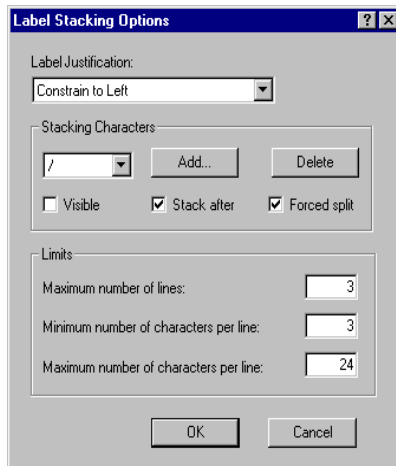 Label Stacking Options
Label Justification:
Constrain to Left
Stacking Characters
/
Add...
Delete
Visible
Stack after
Forced split
Limits
Maximum number of lines: 3
Minimum number of characters per line: 3
Maximum number of characters per line: 24
OK
Cancel